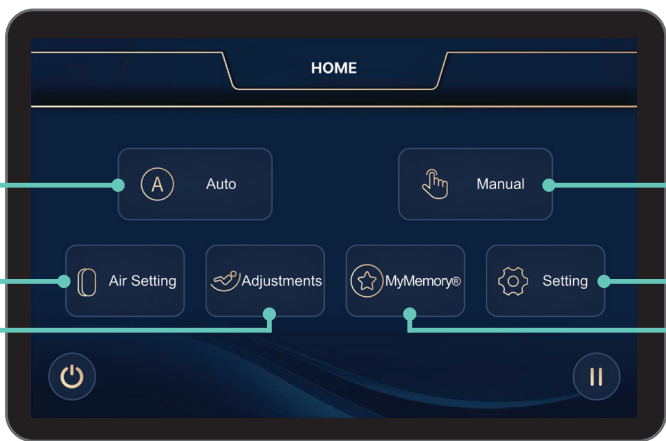 HOME
A Auto
Manual
Air Setting
Adjustments
MyMemory®
Setting